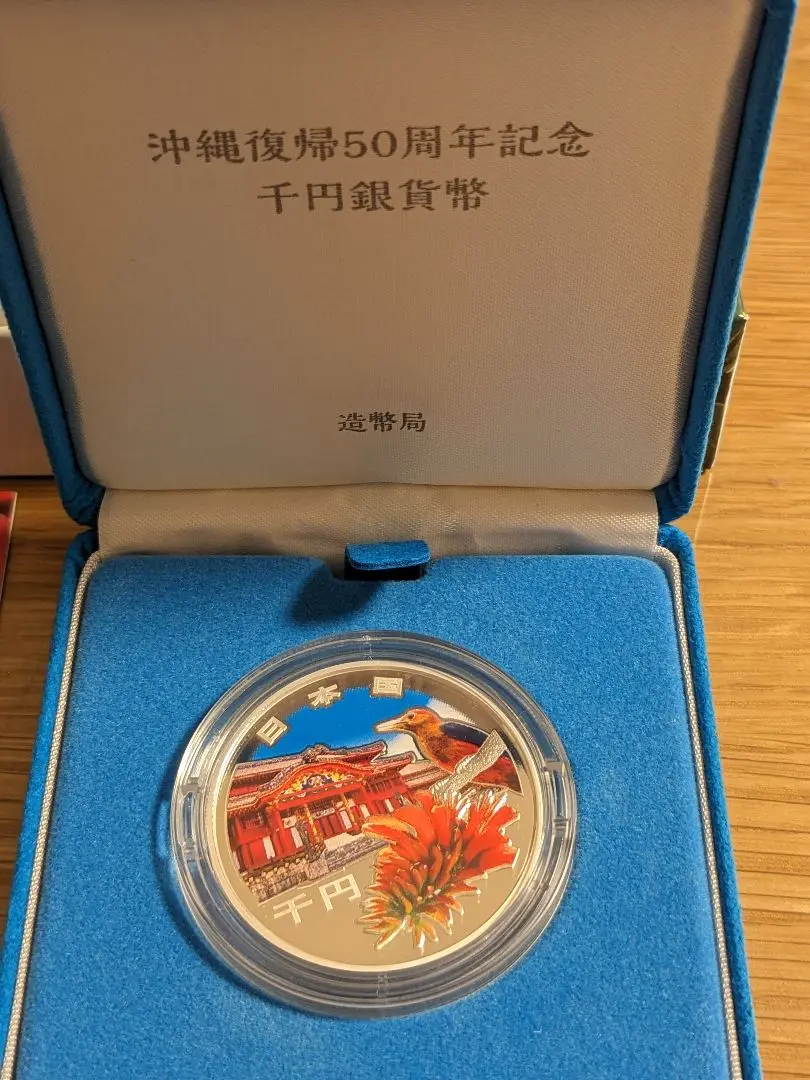 沖縄復帰50周年記念
千円銀貨幣
造幣局
日本国
千円